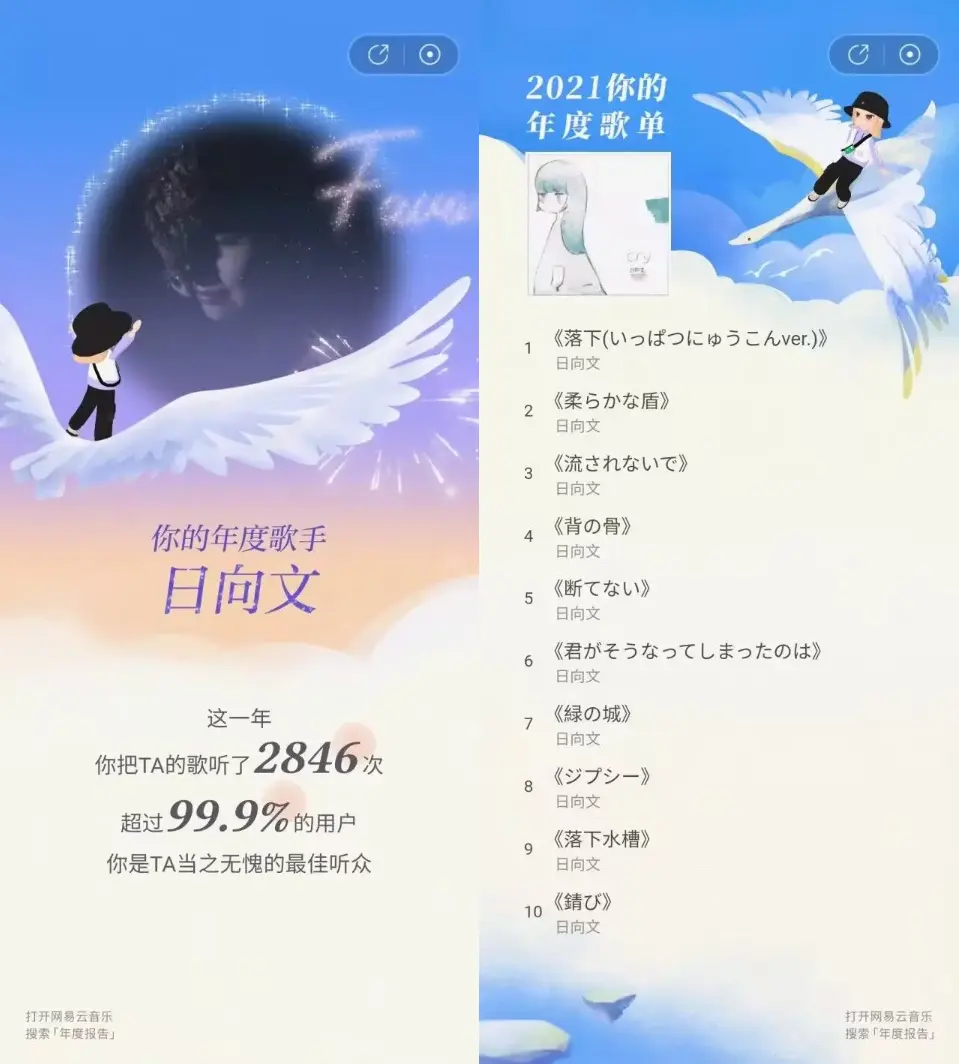 你的年度歌手
日向文
这一年
你把TA的歌听了2846次
超过99.9%的用户
你是TA当之无愧的最佳听众
打开网易云音乐
搜索「年度报告」
2021你的
年度歌单
cry
1
《落下(いっぱつにゅうこんver.)》
日向文
2
《柔らかな盾》
日向文
3
《流されないで》
日向文
4
《背の骨》
日向文
5
《断てない》
日向文
6
《君がそうなってしまったのは》
日向文
7
《緑の城》
日向文
8
《ジプシー》
日向文
9
《落下水槽》
日向文
10
《錆び》
日向文
打开网易云音乐
搜索「年度报告」